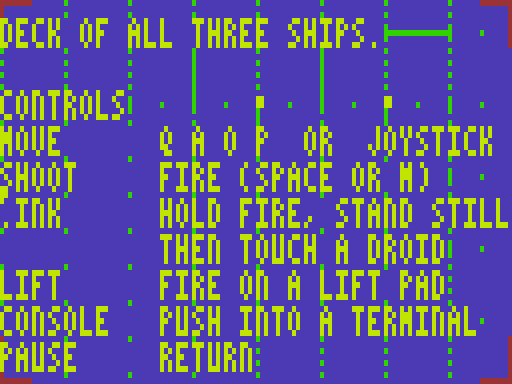 DECK OF ALL THREE SHIPS.
CONTROLS
MOVE Q A O P OR JOYSTICK
SHOOT FIRE (SPACE OR M)
LINK HOLD FIRE, STAND STILL
THEN TOUCH A DROID
LIFT FIRE ON A LIFT PAD
CONSOLE PUSH INTO A TERMINAL
PAUSE RETURN